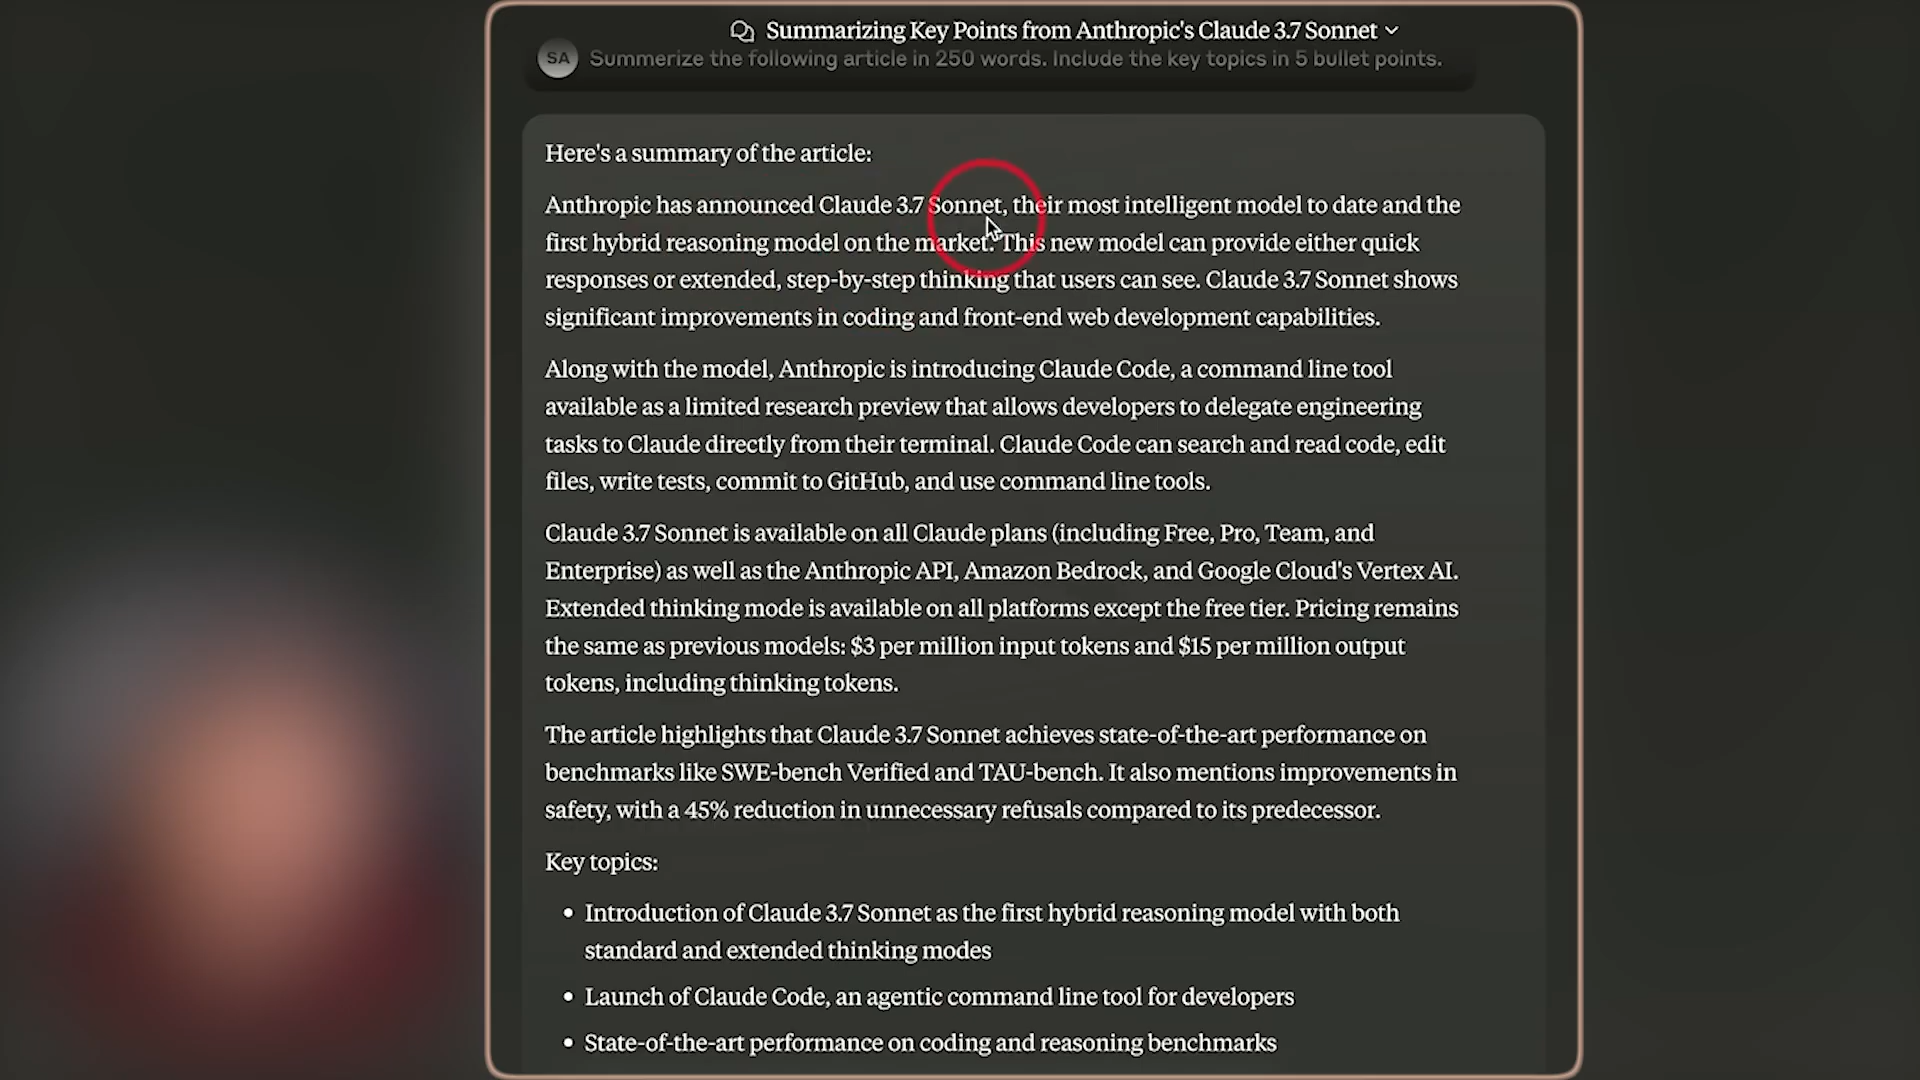 Summarizing Key Points from Anthropic's Claude 3.7 Sonnet
SA Summerize the following article in 250 words. Include the key topics in 5 bullet points.
Here's a summary of the article:
Anthropic has announced Claude 3.7 Sonnet, their most intelligent model to date and the
first hybrid reasoning model on the market. This new model can provide either quick
responses or extended, step-by-step thinking that users can see. Claude 3.7 Sonnet shows
significant improvements in coding and front-end web development capabilities.
Along with the model, Anthropic is introducing Claude Code, a command line tool
available as a limited research preview that allows developers to delegate engineering
tasks to Claude directly from their terminal. Claude Code can search and read code, edit
files, write tests, commit to GitHub, and use command line tools.
Claude 3.7 Sonnet is available on all Claude plans (including Free, Pro, Team, and
Enterprise) as well as the Anthropic API, Amazon Bedrock, and Google Cloud's Vertex AI.
Extended thinking mode is available on all platforms except the free tier. Pricing remains
the same as previous models: $3 per million input tokens and $15 per million output
tokens, including thinking tokens.
The article highlights that Claude 3.7 Sonnet achieves state-of-the-art performance on
benchmarks like SWE-bench Verified and TAU-bench. It also mentions improvements in
safety, with a 45% reduction in unnecessary refusals compared to its predecessor.
Key topics:
• Introduction of Claude 3.7 Sonnet as the first hybrid reasoning model with both
standard and extended thinking modes
• Launch of Claude Code, an agentic command line tool for developers
• State-of-the-art performance on coding and reasoning benchmarks